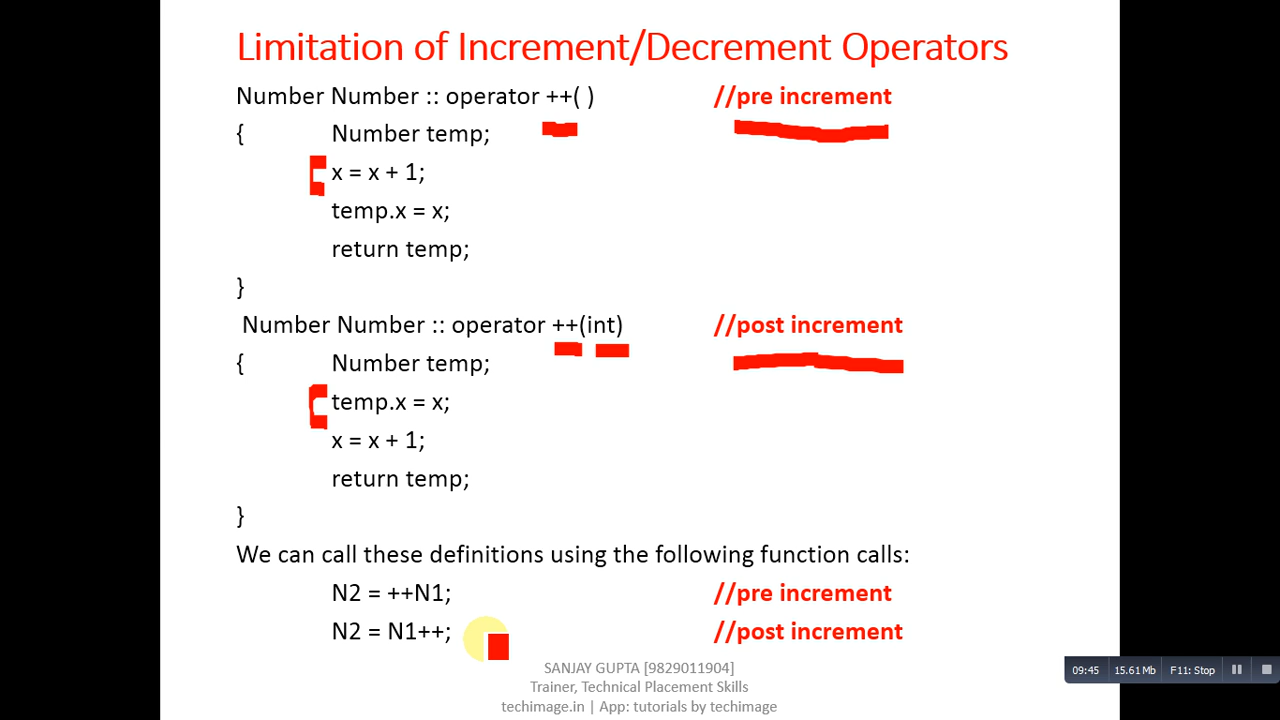 Limitation of Increment/Decrement Operators
Number Number :: operator ++( ) //pre increment
{ Number temp;
x = x + 1;
temp.x = x;
return temp;
}
Number Number :: operator ++(int) //post increment
{ Number temp;
temp.x = x;
x = x + 1;
return temp;
}
We can call these definitions using the following function calls:
N2 = ++N1; //pre increment
N2 = N1++; //post increment
SANJAY GUPTA [9829011904]
Trainer, Technical Placement Skills
techimage.in | App: tutorials by techimage
09:45 15.61 Mb F11: Stop